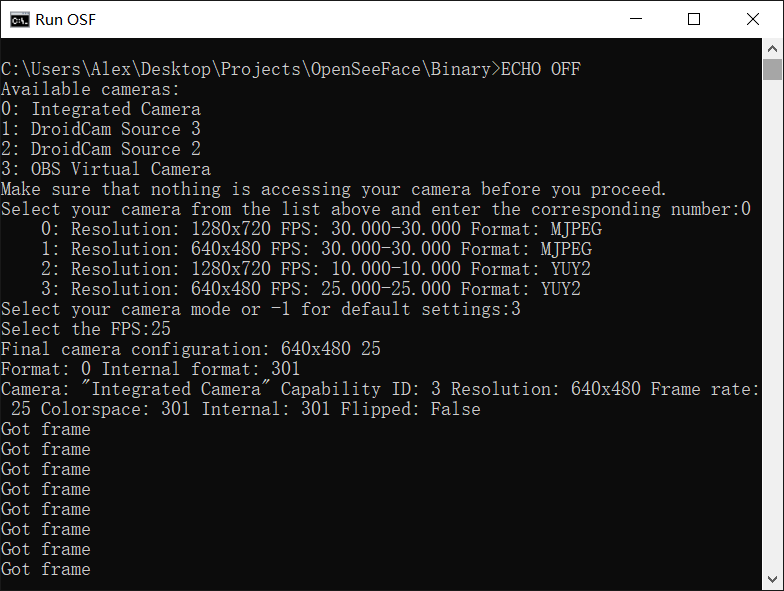 Run OSF
C:\Users\Alex\Desktop\Projects\OpenSeeFace\Binary>ECHO OFF
Available cameras:
0: Integrated Camera
1: DroidCam Source 3
2: DroidCam Source 2
3: OBS Virtual Camera
Make sure that nothing is accessing your camera before you proceed.
Select your camera from the list above and enter the corresponding number:0
    0: Resolution: 1280x720 FPS: 30.000-30.000 Format: MJPEG
    1: Resolution: 640x480 FPS: 30.000-30.000 Format: MJPEG
    2: Resolution: 1280x720 FPS: 10.000-10.000 Format: YUY2
    3: Resolution: 640x480 FPS: 25.000-25.000 Format: YUY2
Select your camera mode or -1 for default settings:3
Select the FPS:25
Final camera configuration: 640x480 25
Format: 0 Internal format: 301
Camera: "Integrated Camera" Capability ID: 3 Resolution: 640x480 Frame rate:
 25 Colorspace: 301 Internal: 301 Flipped: False
Got frame
Got frame
Got frame
Got frame
Got frame
Got frame
Got frame
Got frame